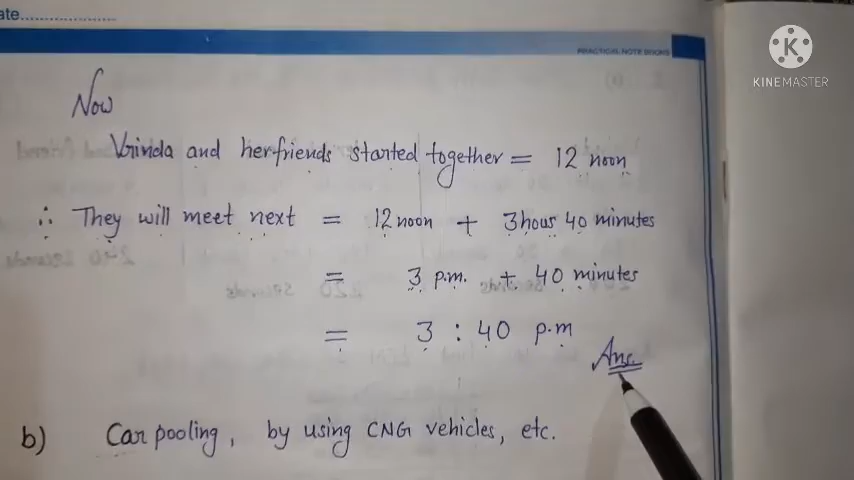 ate................
PRACTICAL NOTE BOOKS
K
KINEMASTER
Now
Vrinda and her friends started together = 12 noon
∴ They will meet next = 12 noon + 3 hour 40 minutes
= 3 p.m. + 40 minutes
= 3 : 40 p.m
Ans.
b) Car pooling, by using CNG vehicles, etc.